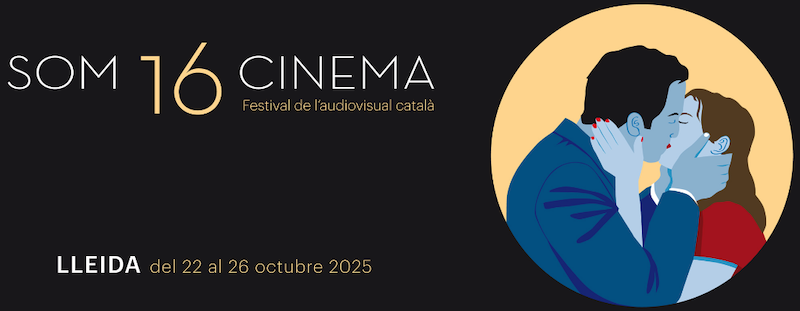 SOM 16 CINEMA
Festival de l'audiovisual català
LLEIDA del 22 al 26 octubre 2025